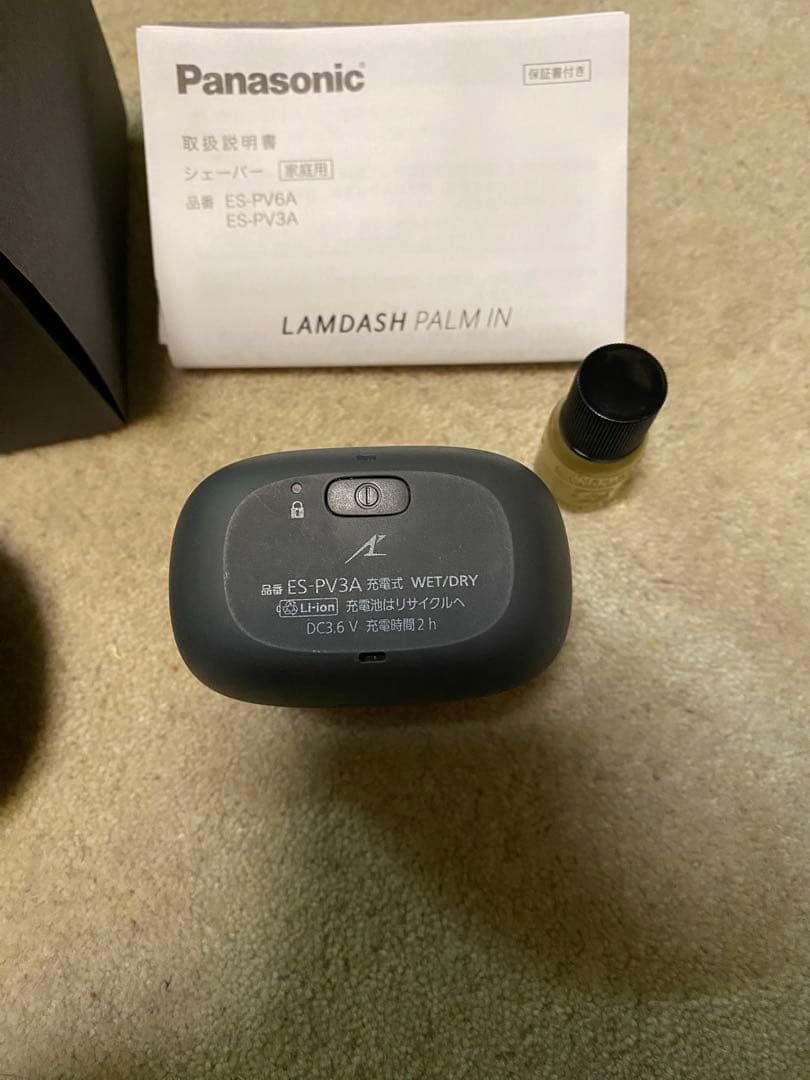 Panasonic
保証書付き
取扱説明書
シェーバー 家庭用
品番 ES-PV6A
ES-PV3A
LAMDASH PALM IN
品番 ES-PV3A 充電式 WET/DRY
Li-ion 充電池はリサイクルへ
DC3.6 V 充電時間2h